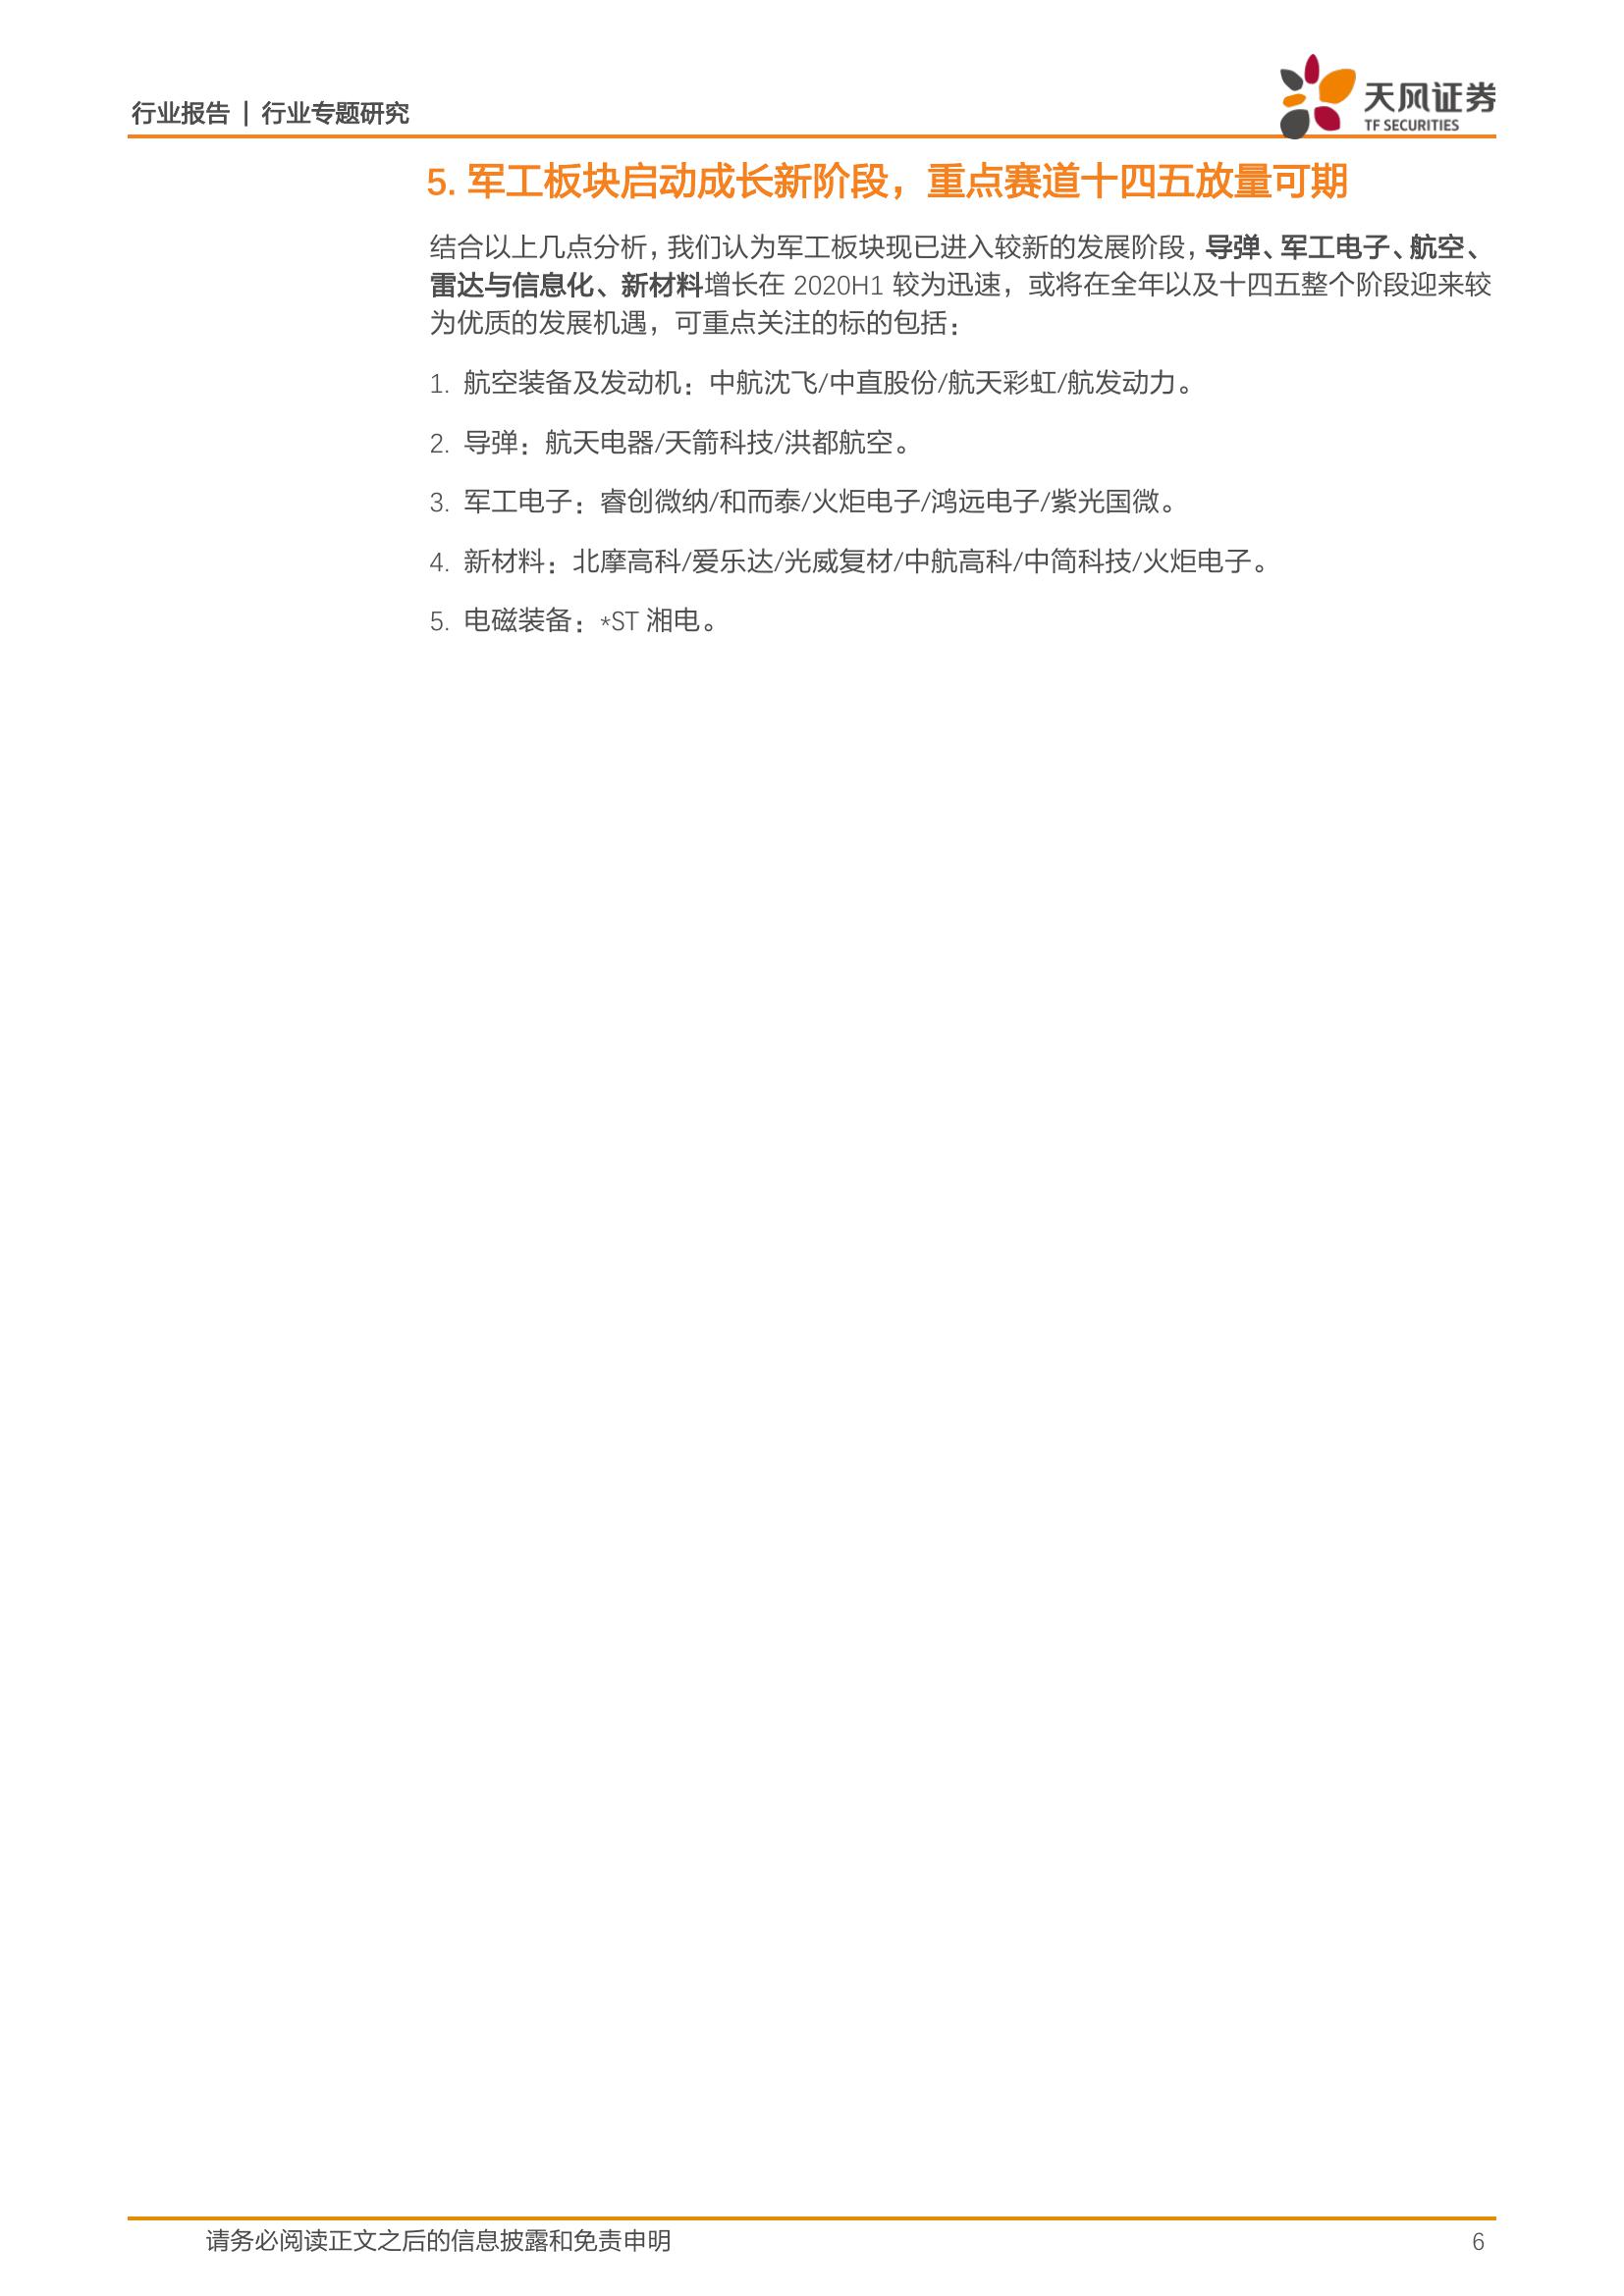 行业报告 | 行业专题研究
天风证券
TF SECURITIES
5. 军工板块启动成长新阶段，重点赛道十四五放量可期
结合以上几点分析，我们认为军工板块现已进入较新的发展阶段，导弹、军工电子、航空、
雷达与信息化、新材料增长在 2020H1 较为迅速，或将在全年以及十四五整个阶段迎来较
为优质的发展机遇，可重点关注的标的包括：
1. 航空装备及发动机：中航沈飞/中直股份/航天彩虹/航发动力。
2. 导弹：航天电器/天箭科技/洪都航空。
3. 军工电子：睿创微纳/和而泰/火炬电子/鸿远电子/紫光国微。
4. 新材料：北摩高科/爱乐达/光威复材/中航高科/中简科技/火炬电子。
5. 电磁装备：*ST 湘电。
请务必阅读正文之后的信息披露和免责申明
6